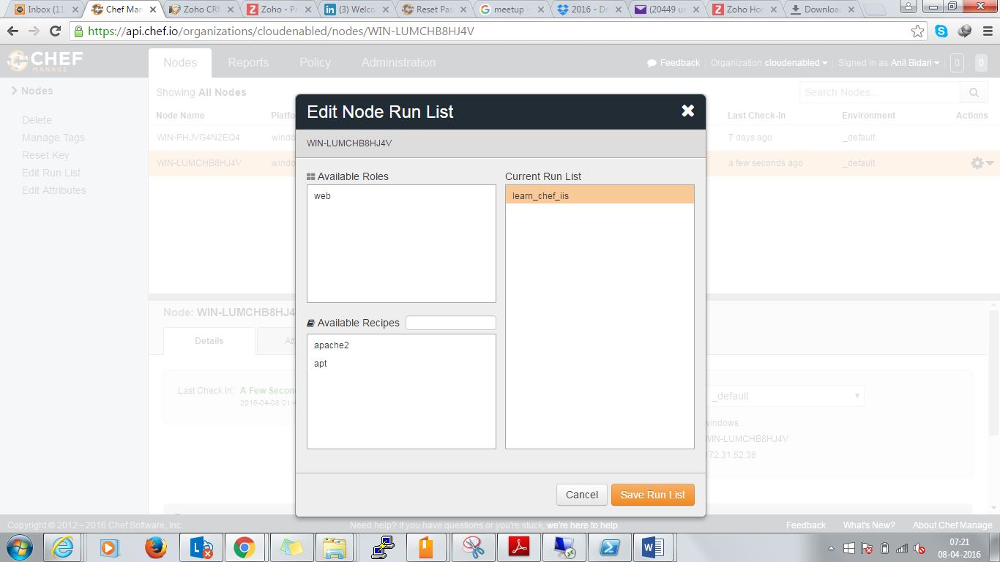 Inbox (11
Chef Man
Zoho CRM
Zoho - Pr
(3) Welco
Reset Pas
meetup -
2016 - Dr
(20449 un
Zoho Ho
Downloa
https://api.chef.io/organizations/cloudenabled/nodes/WIN-LUMCHB8HJ4V
CHEF
MANAGE
Nodes
Reports
Policy
Administration
Feedback
Organization cloudenabled
Signed in as Anil Bidari
0
0
Nodes
Delete
Manage Tags
Reset Key
Edit Run List
Edit Attributes
Showing All Nodes
Search Nodes...
Node Name
Platfo
Last Check-In
Environment
Actions
WIN-PHJVG4N2EQ4
windo
7 days ago
_default
WIN-LUMCHB8HJ4V
windo
a few seconds ago
_default
Edit Node Run List
WIN-LUMCHB8HJ4V
Available Roles
web
Available Recipes
apache2
apt
Current Run List
learn_chef_iis
Cancel
Save Run List
Node: WIN-LUMCHB8HJ4
Details
At
Last Check In:
A Few Secon
2016-04-08 01:4
_default
windows
WIN-LUMCHB8HJ4V
172.31.52.38
Copyright © 2012 – 2016 Chef Software, Inc.
Need help? If you have questions or you're stuck, we're here to help.
Feedback
What's New?
About Chef Manage
07:21
08-04-2016